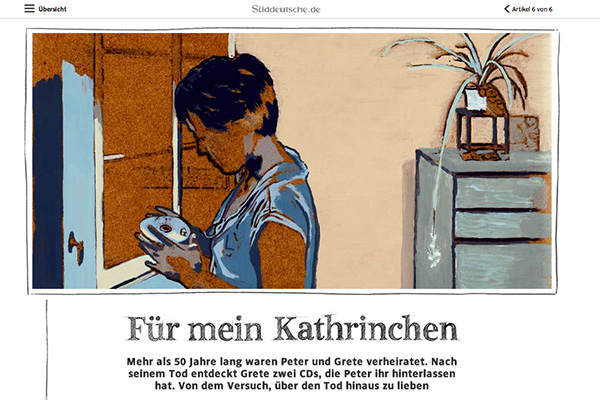 Übersicht
Süddeutsche.de
Artikel 6 von 6
Für mein Kathrinchen
Mehr als 50 Jahre lang waren Peter und Grete verheiratet. Nach
seinem Tod entdeckt Grete zwei CDs, die Peter ihr hinterlassen
hat. Von dem Versuch, über den Tod hinaus zu lieben